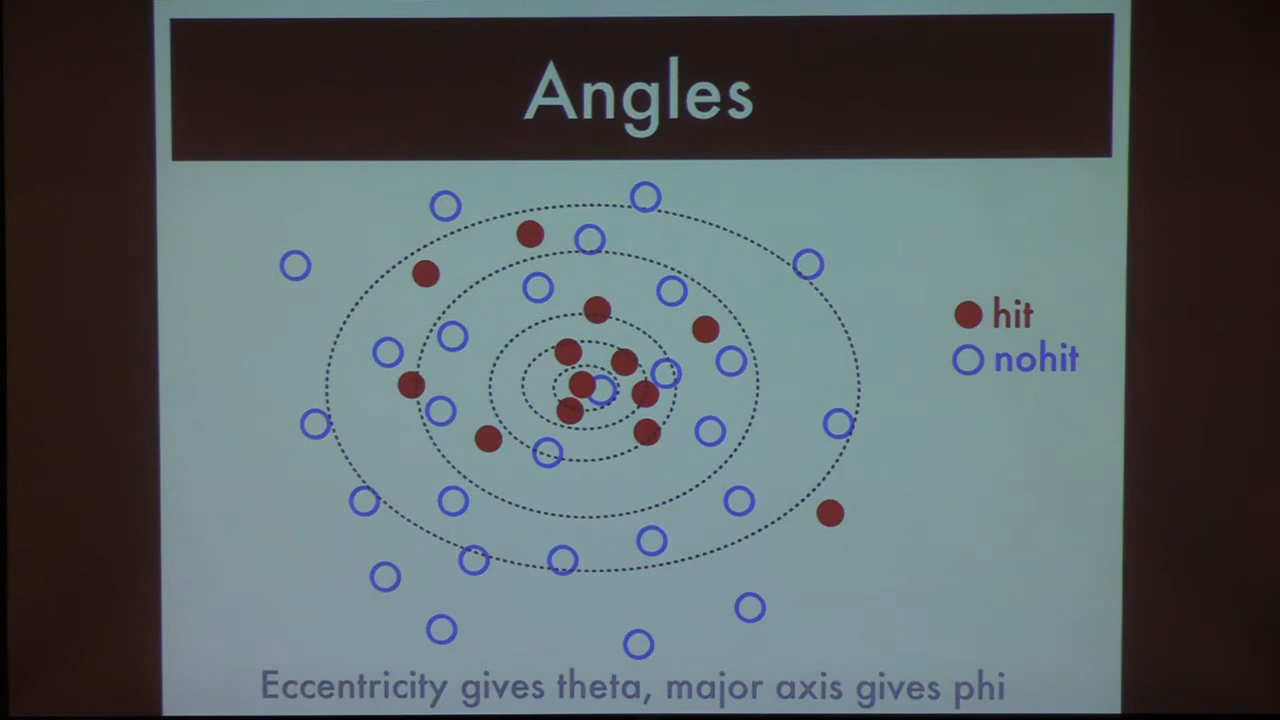 Angles
hit
nohit
Eccentricity gives theta, major axis gives phi